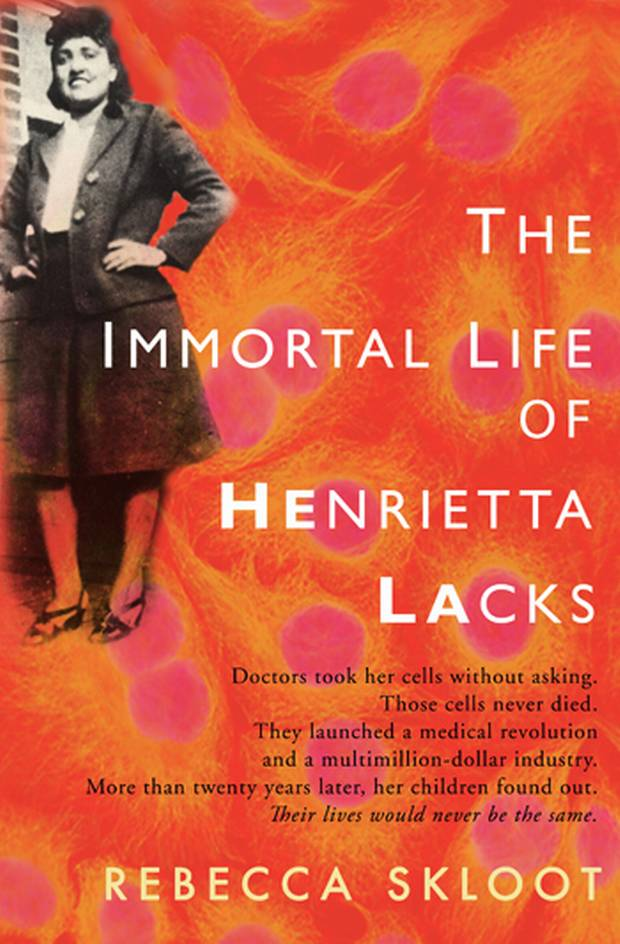 THE
IMMORTAL LIFE
OF
HENRIETTA
LACKS
Doctors took her cells without asking.
Those cells never died.
They launched a medical revolution
and a multimillion-dollar industry.
More than twenty years later, her children found out.
Their lives would never be the same.
REBECCA SKLOOT